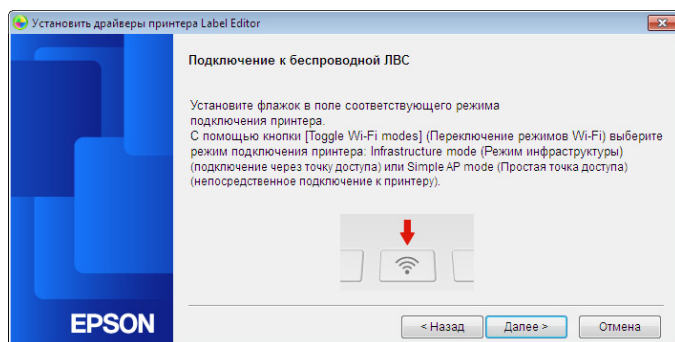 Установить драйверы принтера Label Editor
Подключение к беспроводной ЛВС
Установите флажок в поле соответствующего режима
подключения принтера.
С помощью кнопки [Toggle Wi-Fi modes] (Переключение режимов Wi-Fi) выберите
режим подключения принтера: Infrastructure mode (Режим инфраструктуры)
(подключение через точку доступа) или Simple AP mode (Простая точка доступа)
(непосредственное подключение к принтеру).
EPSON
< Назад
Далее >
Отмена